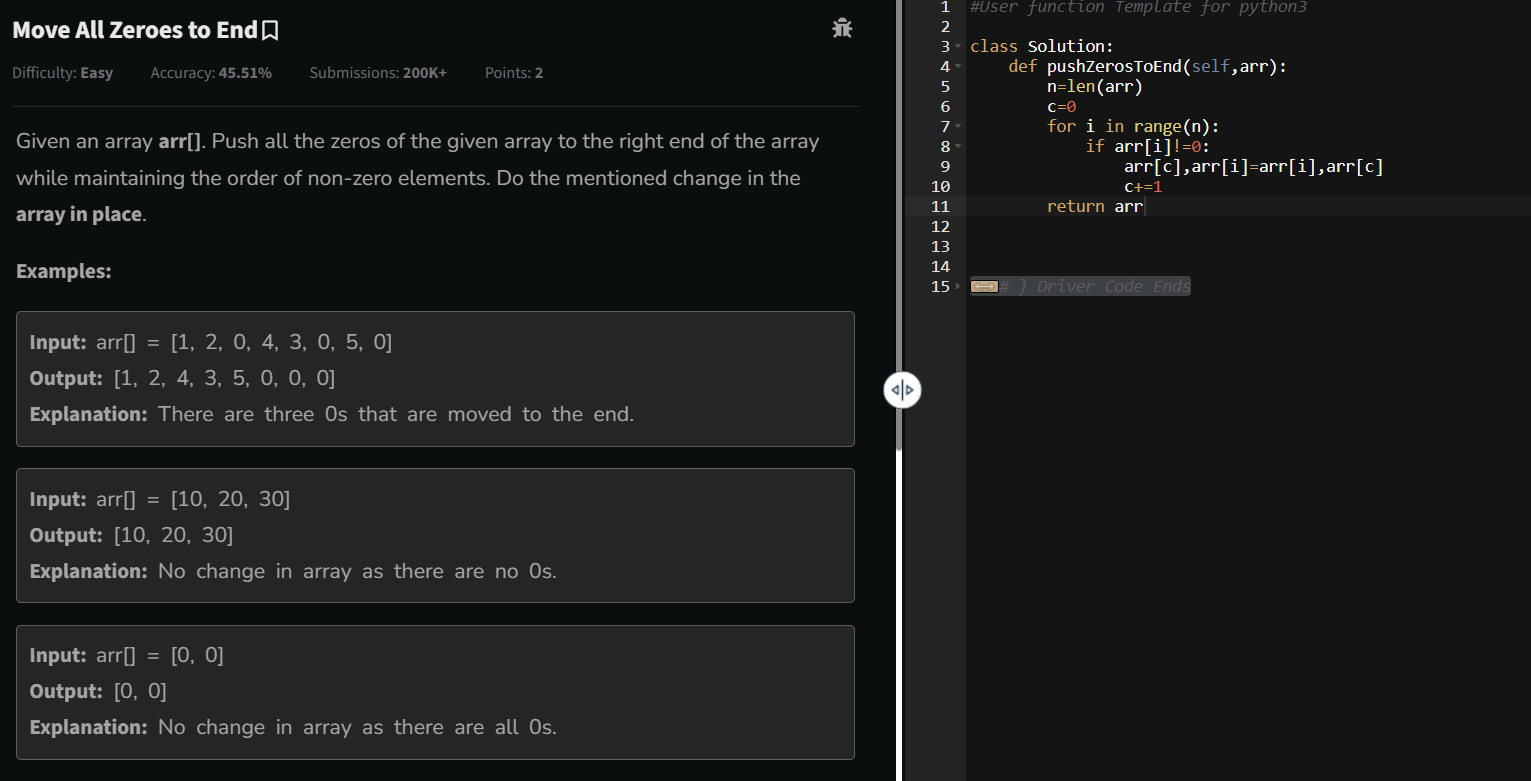 Move All Zeroes to End
Difficulty: Easy Accuracy: 45.51% Submissions: 200K+ Points: 2
Given an array arr[]. Push all the zeros of the given array to the right end of the array
while maintaining the order of non-zero elements. Do the mentioned change in the
array in place.
Examples:
Input: arr[] = [1, 2, 0, 4, 3, 0, 5, 0]
Output: [1, 2, 4, 3, 5, 0, 0, 0]
Explanation: There are three 0s that are moved to the end.
Input: arr[] = [10, 20, 30]
Output: [10, 20, 30]
Explanation: No change in array as there are no 0s.
Input: arr[] = [0, 0]
Output: [0, 0]
Explanation: No change in array as there are all 0s.
1 #User function Template for python3
2
3 class Solution:
4     def pushZerosToEnd(self,arr):
5         n=len(arr)
6         c=0
7         for i in range(n):
8             if arr[i]!=0:
9                 arr[c],arr[i]=arr[i],arr[c]
10                 c+=1
11         return arr
12
13
14
15 # } Driver Code Ends